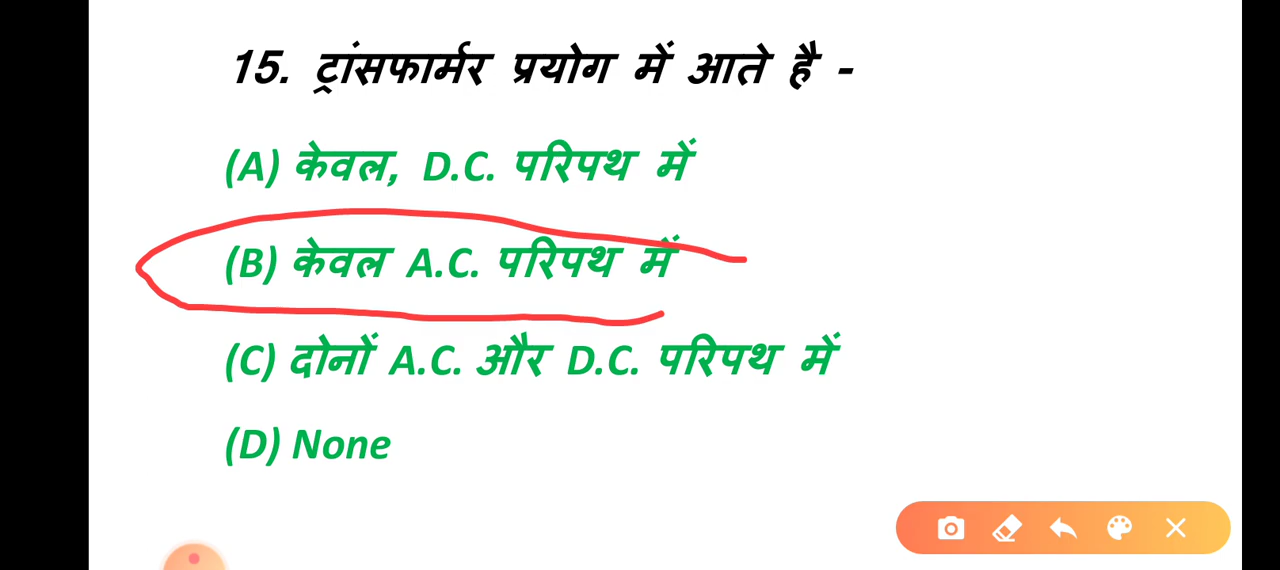 15. ट्रांसफार्मर प्रयोग में आते है -
(A) केवल, D.C. परिपथ में
(B) केवल A.C. परिपथ में
(C) दोनों A.C. और D.C. परिपथ में
(D) None